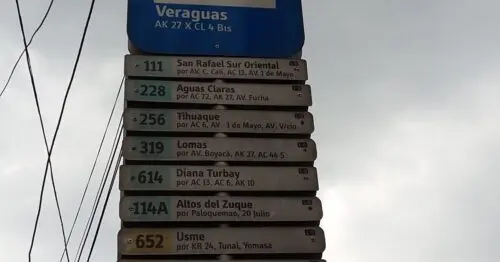 Veraguas
AK 27 X CL 4 Bis
111 San Rafael Sur Oriental
por AV. C. Cali, AC 13, AV. 1 de Mayo
228 Aguas Claras
por AC 72, AK 27, AV. Fucha
256 Tihuaque
por AC 6, AV. 1 de Mayo, AV. V/cio
319 Lomas
por AV. Boyacá, AK 27, AC 44 S
614 Diana Turbay
por AC 13, AC 6, AK 10
114A Altos del Zuque
por Paloquemao, 20 Julio
652 Usme
por KR 24, Tunal, Yomasa